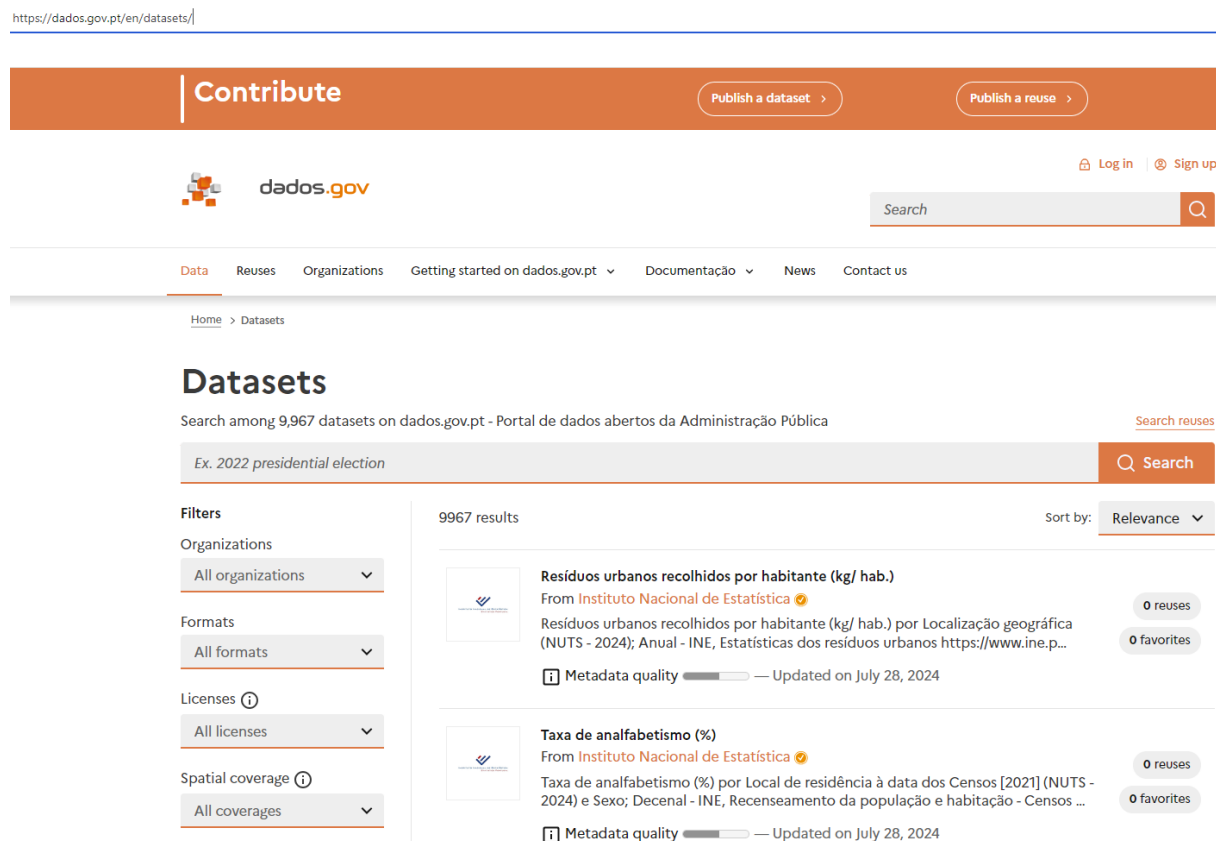 https://dados.gov.pt/en/datasets/
Contribute
Publish a dataset
Publish a reuse
Log in
Sign up
dados.gov
Search
Data
Reuses
Organizations
Getting started on dados.gov.pt
Documentação
News
Contact us
Home > Datasets
Datasets
Search among 9,967 datasets on dados.gov.pt - Portal de dados abertos da Administração Pública
Search reuses
Ex. 2022 presidential election
Search
Filters
Organizations
All organizations
Formats
All formats
Licenses
All licenses
Spatial coverage
All coverages
9967 results
Sort by: Relevance
Resíduos urbanos recolhidos por habitante (kg/ hab.)
From Instituto Nacional de Estatística
Resíduos urbanos recolhidos por habitante (kg/ hab.) por Localização geográfica
(NUTS - 2024); Anual - INE, Estatísticas dos resíduos urbanos https://www.ine.p...
Metadata quality — Updated on July 28, 2024
0 reuses
0 favorites
Taxa de analfabetismo (%)
From Instituto Nacional de Estatística
Taxa de analfabetismo (%) por Local de residência à data dos Censos [2021] (NUTS -
2024) e Sexo; Decenal - INE, Recenseamento da população e habitação - Censos ...
Metadata quality — Updated on July 28, 2024
0 reuses
0 favorites